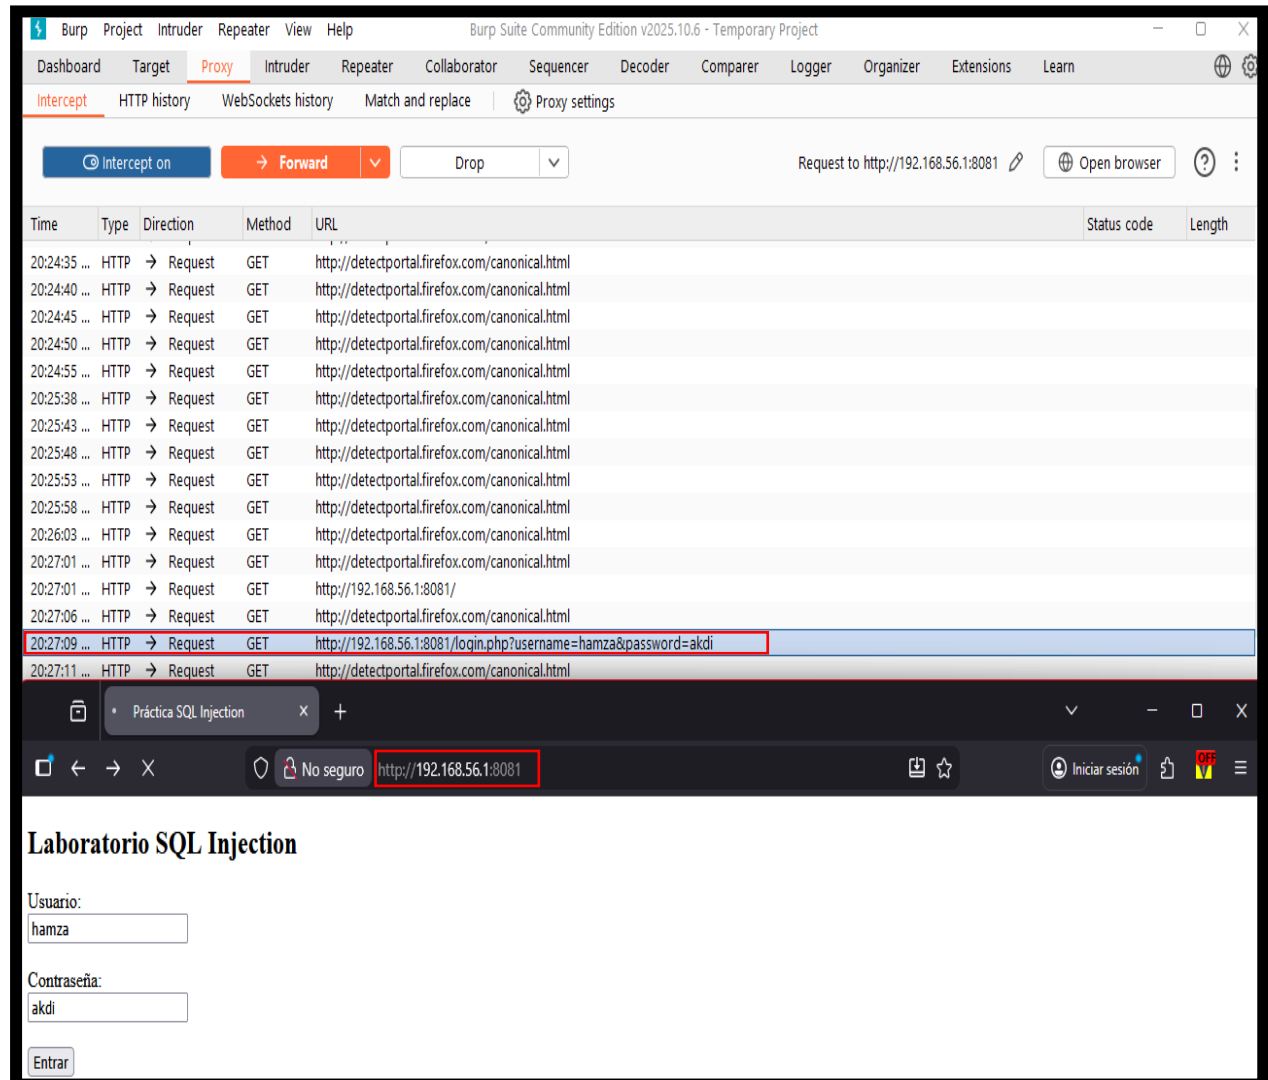 Burp Project Intruder Repeater View Help Burp Suite Community Edition v2025.10.6 - Temporary Project
Dashboard Target Proxy Intruder Repeater Collaborator Sequencer Decoder Comparer Logger Organizer Extensions Learn
Intercept HTTP history WebSockets history Match and replace Proxy settings
Intercept on Forward Drop Request to http://192.168.56.1:8081 Open browser
Time Type Direction Method URL Status code Length
20:24:35 ... HTTP → Request GET http://detectportal.firefox.com/canonical.html
20:24:40 ... HTTP → Request GET http://detectportal.firefox.com/canonical.html
20:24:45 ... HTTP → Request GET http://detectportal.firefox.com/canonical.html
20:24:50 ... HTTP → Request GET http://detectportal.firefox.com/canonical.html
20:24:55 ... HTTP → Request GET http://detectportal.firefox.com/canonical.html
20:25:38 ... HTTP → Request GET http://detectportal.firefox.com/canonical.html
20:25:43 ... HTTP → Request GET http://detectportal.firefox.com/canonical.html
20:25:48 ... HTTP → Request GET http://detectportal.firefox.com/canonical.html
20:25:53 ... HTTP → Request GET http://detectportal.firefox.com/canonical.html
20:25:58 ... HTTP → Request GET http://detectportal.firefox.com/canonical.html
20:26:03 ... HTTP → Request GET http://detectportal.firefox.com/canonical.html
20:27:01 ... HTTP → Request GET http://detectportal.firefox.com/canonical.html
20:27:01 ... HTTP → Request GET http://192.168.56.1:8081/
20:27:06 ... HTTP → Request GET http://detectportal.firefox.com/canonical.html
20:27:09 ... HTTP → Request GET http://192.168.56.1:8081/login.php?username=hamza&password=akdi
20:27:11 ... HTTP → Request GET http://detectportal.firefox.com/canonical.html
Práctica SQL Injection
No seguro http://192.168.56.1:8081 Iniciar sesión OFF
Laboratorio SQL Injection
Usuario:
hamza
Contraseña:
akdi
Entrar